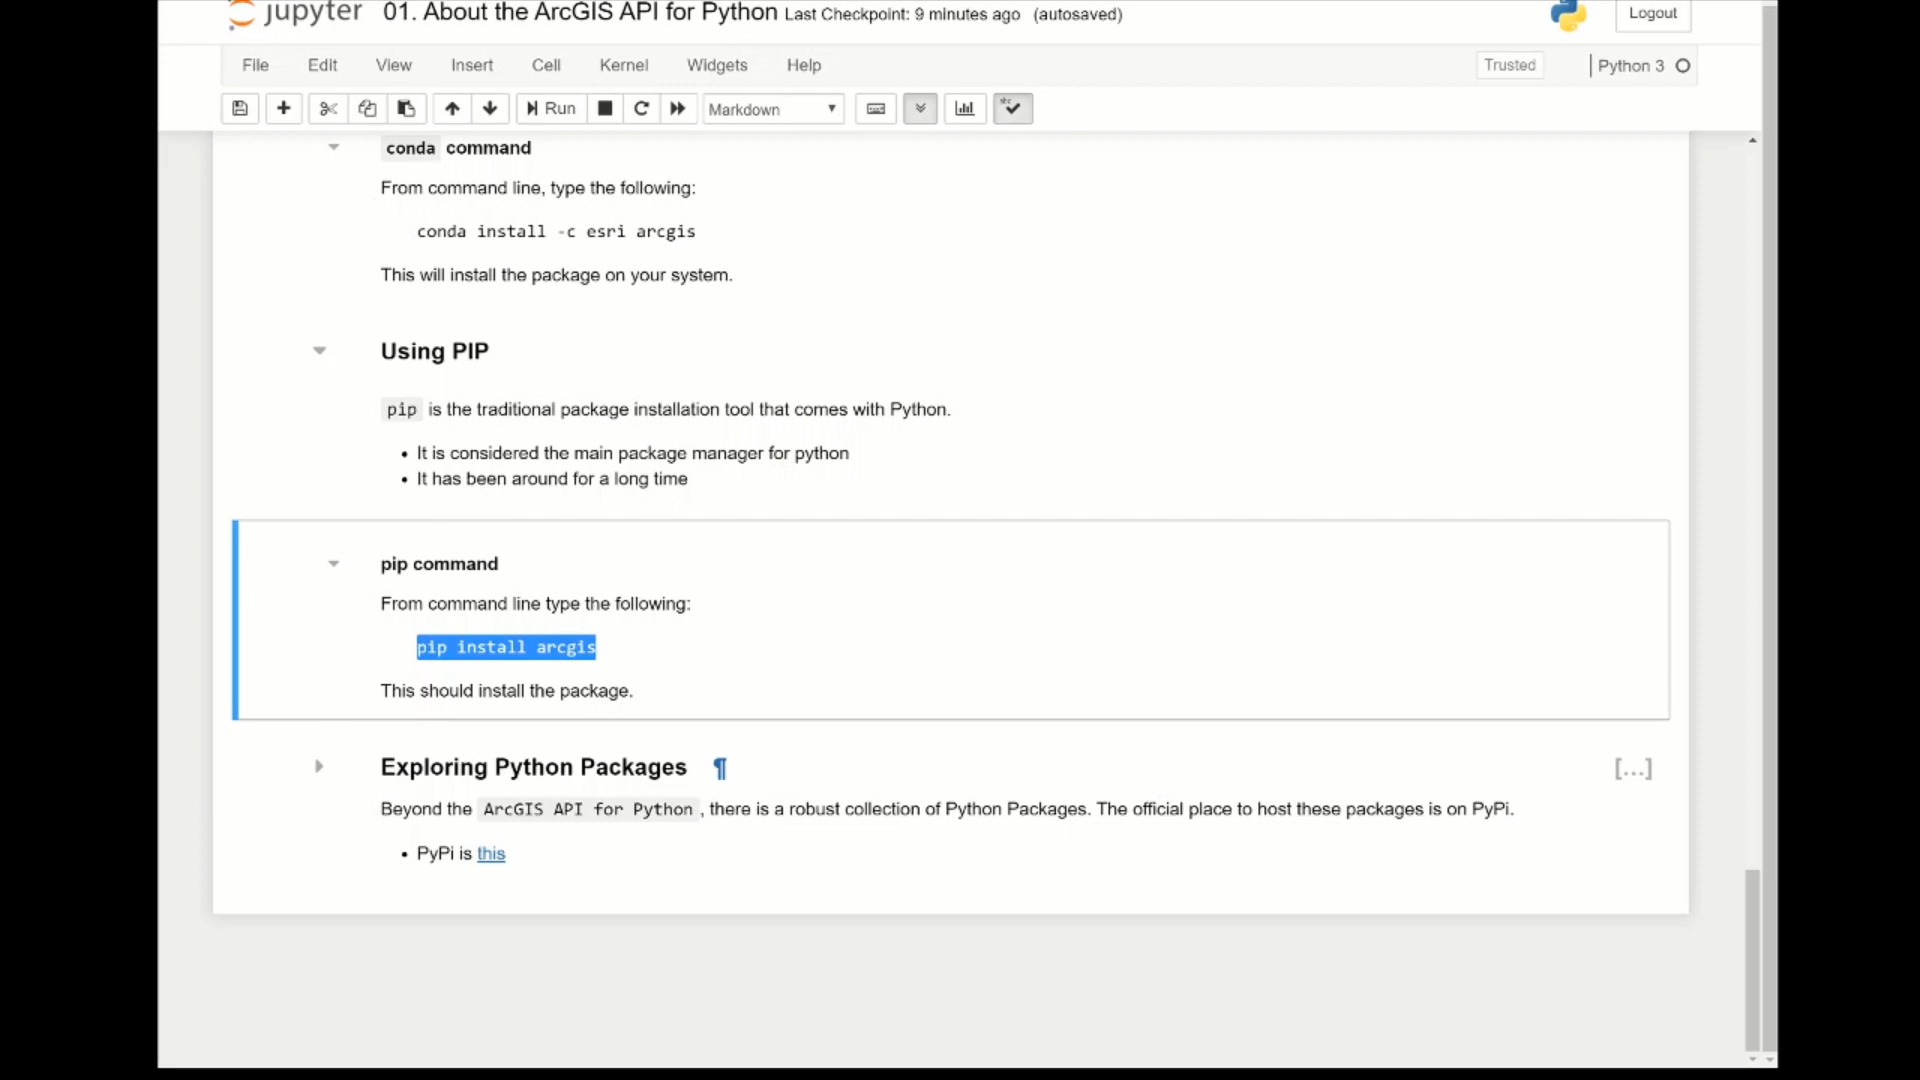 jupyter 01. About the ArcGIS API for Python Last Checkpoint: 9 minutes ago (autosaved) Logout
File Edit View Insert Cell Kernel Widgets Help Trusted Python 3
Run Markdown abc
conda command
From command line, type the following:
conda install -c esri arcgis
This will install the package on your system.
Using PIP
pip is the traditional package installation tool that comes with Python.
• It is considered the main package manager for python
• It has been around for a long time
pip command
From command line type the following:
pip install arcgis
This should install the package.
Exploring Python Packages ¶ [...]
Beyond the ArcGIS API for Python , there is a robust collection of Python Packages. The official place to host these packages is on PyPi.
• PyPi is this